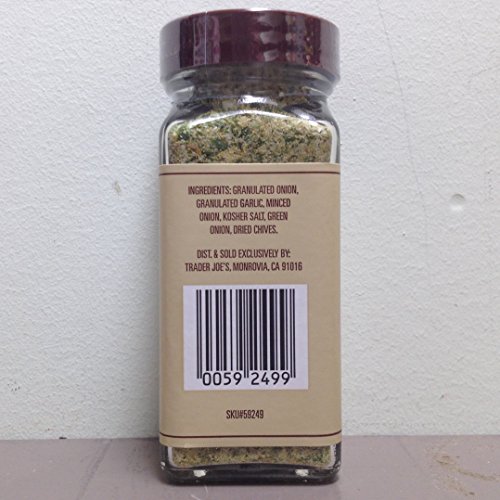 INGREDIENTS: GRANULATED ONION,
GRANULATED GARLIC, MINCED
ONION, KOSHER SALT, GREEN
ONION, DRIED CHIVES.
DIST. & SOLD EXCLUSIVELY BY:
TRADER JOE'S, MONROVIA, CA 91016
0059 2499
SKU#59249